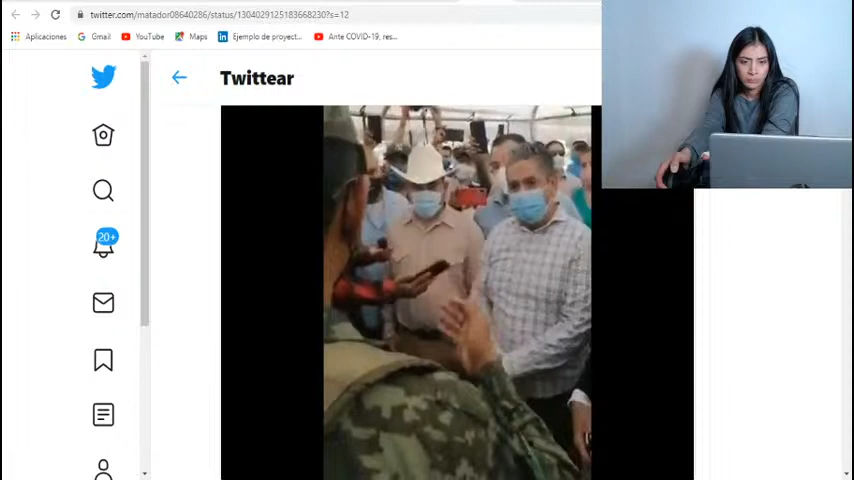 twitter.com/matador08640286/status/1304029125183668230?s=12
Aplicaciones
Gmail
YouTube
Maps
Ejemplo de proyect...
Ante COVID-19, res...
Twittear
20+